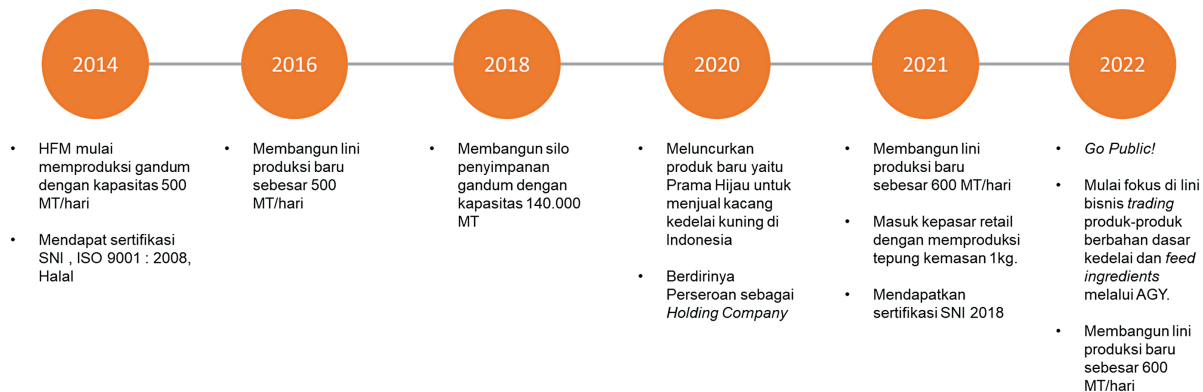 2014
2016
2018
2020
2021
2022
• HFM mulai
memproduksi gandum
dengan kapasitas 500
MT/hari
• Mendapat sertifikasi
SNI , ISO 9001 : 2008,
Halal
• Membangun lini
produksi baru
sebesar 500
MT/hari
• Membangun silo
penyimpanan
gandum dengan
kapasitas 140.000
MT
• Meluncurkan
produk baru yaitu
Prama Hijau untuk
menjual kacang
kedelai kuning di
Indonesia
• Berdirinya
Perseroan sebagai
Holding Company
• Membangun lini
produksi baru
sebesar 600 MT/hari
• Masuk kepasar retail
dengan memproduksi
tepung kemasan 1kg.
• Mendapatkan
sertifikasi SNI 2018
• Go Public!
• Mulai fokus di lini
bisnis trading
produk-produk
berbahan dasar
kedelai dan feed
ingredients
melalui AGY.
• Membangun lini
produksi baru
sebesar 600
MT/hari